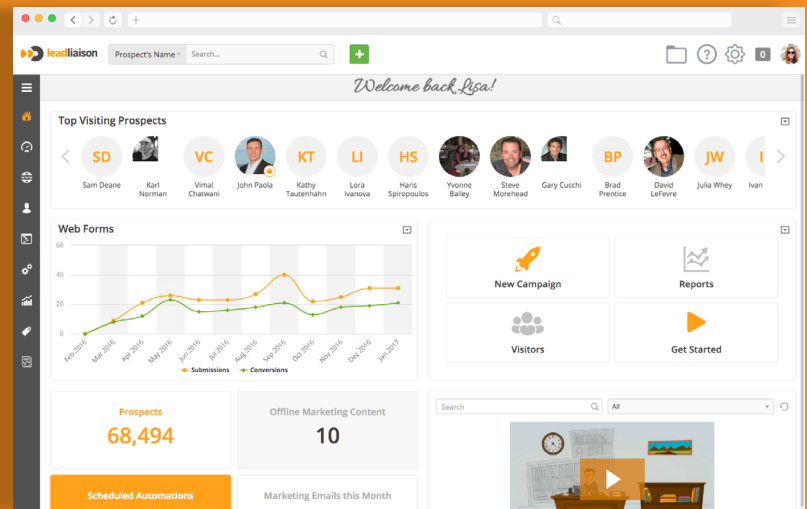 leadliaison
Prospect's Name
Search...
0
Welcome back Lisa!
Top Visiting Prospects
SD
VC
KT
LI
HS
BP
JW
I
Sam Deane
Karl Norman
Vimal Chatwani
John Paola
Kathy Tautenhahn
Lora Ivanova
Haris Spiropoulos
Yvonne Bailey
Steve Morehead
Gary Cucchi
Brad Prentice
David LeFevre
Julia Whey
Ivan
Web Forms
60
40
20
0
Feb 2016
Mar 2016
Apr 2016
May 2016
Jun 2016
Jul 2016
Aug 2016
Sep 2016
Oct 2016
Nov 2016
Dec 2016
Jan 2017
Submissions
Conversions
New Campaign
Reports
Visitors
Get Started
Prospects
68,494
Offline Marketing Content
10
Scheduled Automations
Marketing Emails this Month
Search
All